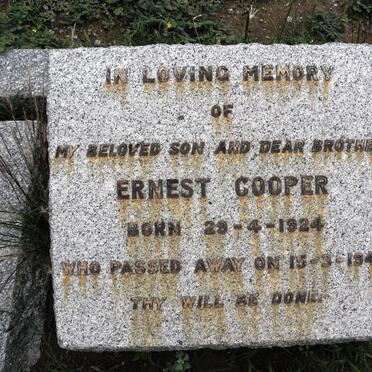 IN LOVING MEMORY
OF
MY BELOVED SON AND DEAR BROTHE
ERNEST COOPER
BORN 29-4-1924
WHO PASSED AWAY ON 15-3-194
THY WILL BE DONE.